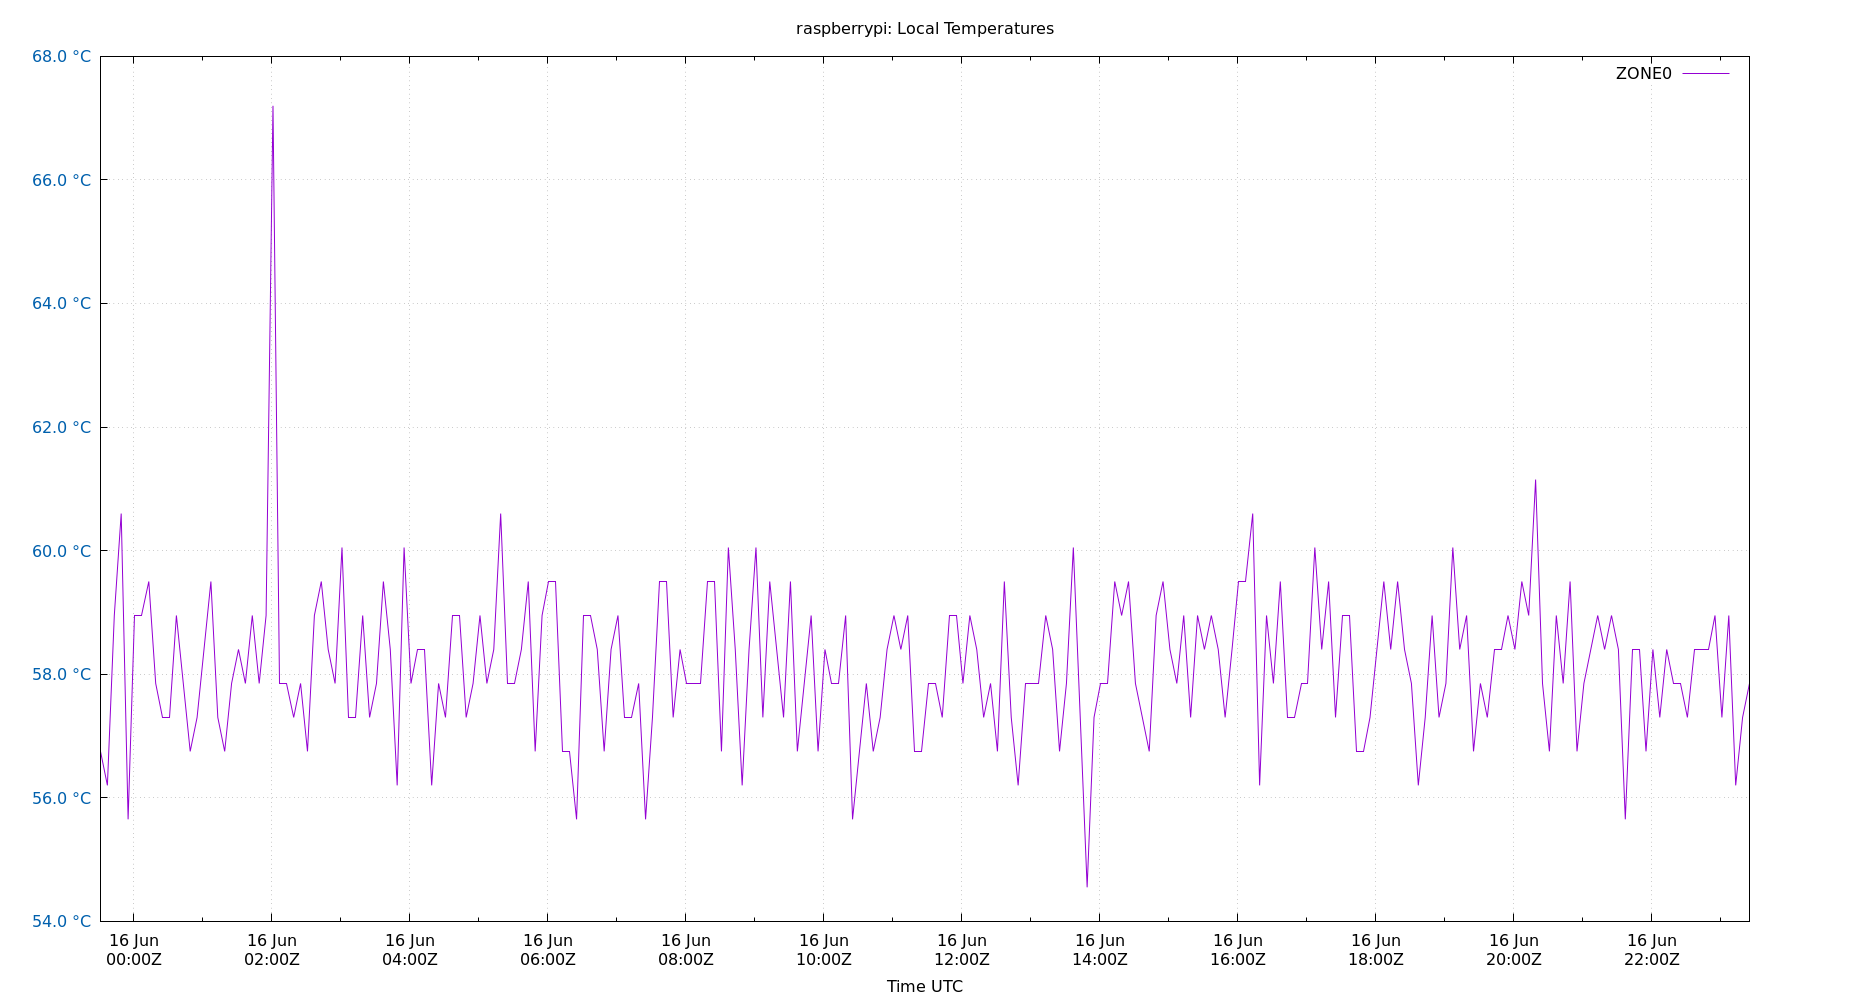 raspberrypi: Local Temperatures
68.0 °C
ZONE0
66.0 °C
64.0 °C
62.0 °C
60.0 °C
58.0 °C
56.0 °C
54.0 °C
16 Jun 16 Jun 16 Jun 16 Jun 16 Jun 16 Jun 16 Jun 16 Jun 16 Jun 16 Jun 16 Jun 16 Jun
00:00Z 02:00Z 04:00Z 06:00Z 08:00Z 10:00Z 12:00Z 14:00Z 16:00Z 18:00Z 20:00Z 22:00Z
Time UTC